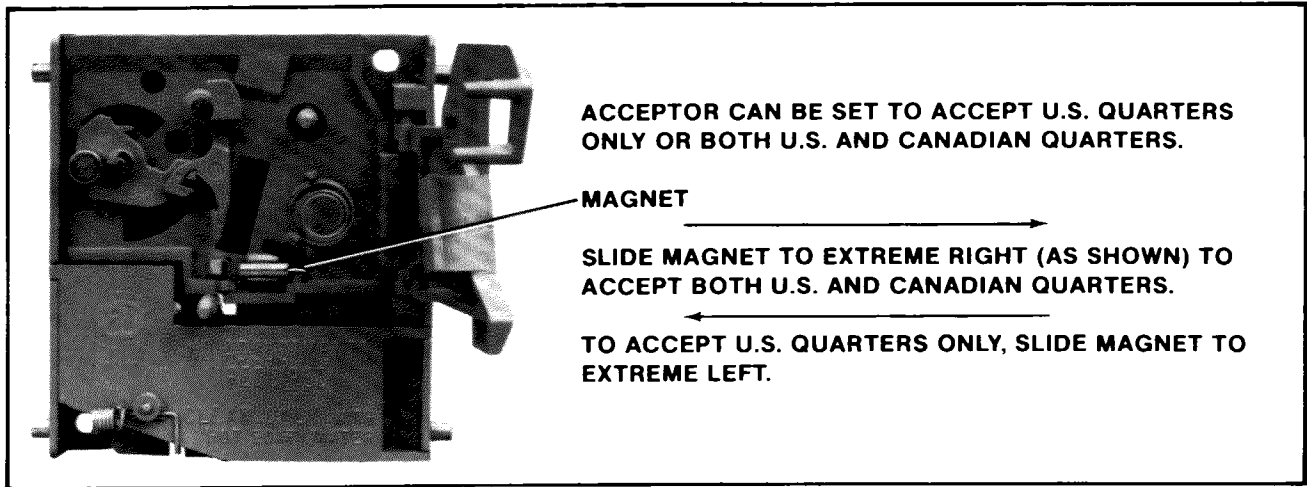 ACCEPTOR CAN BE SET TO ACCEPT U.S. QUARTERS
ONLY OR BOTH U.S. AND CANADIAN QUARTERS.
MAGNET
SLIDE MAGNET TO EXTREME RIGHT (AS SHOWN) TO
ACCEPT BOTH U.S. AND CANADIAN QUARTERS.
TO ACCEPT U.S. QUARTERS ONLY, SLIDE MAGNET TO
EXTREME LEFT.